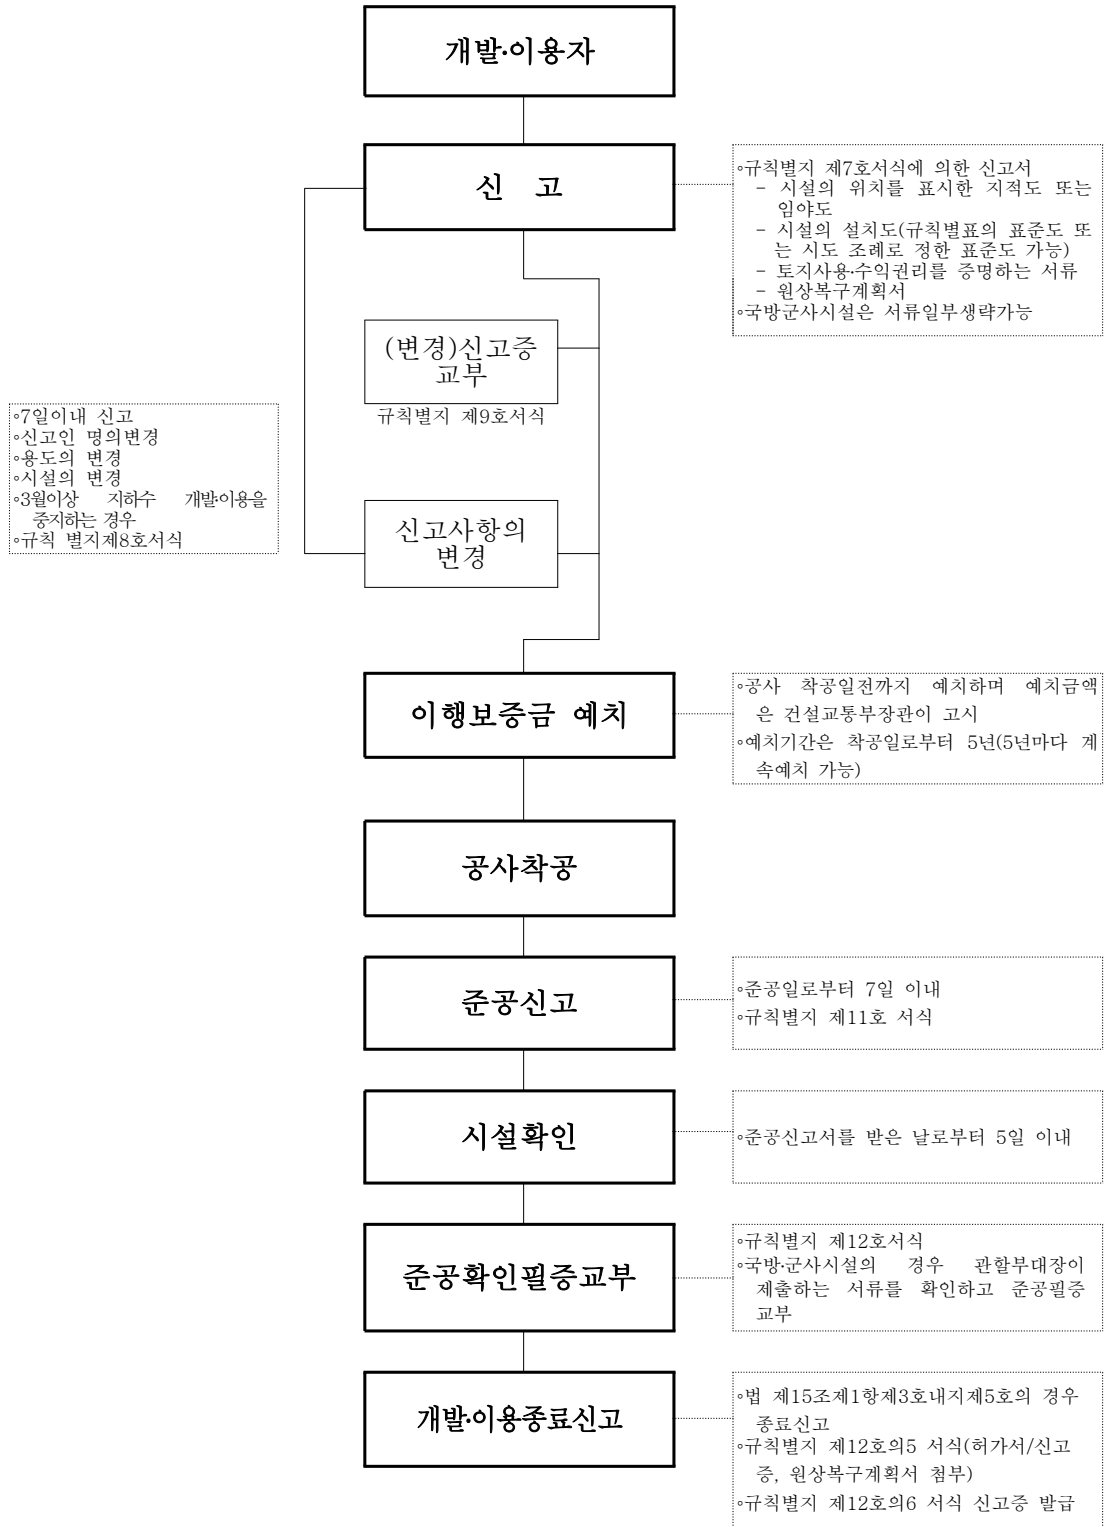 개발·이용자
신 고
◦규칙별지 제7호서식에 의한 신고서
- 시설의 위치를 표시한 지적도 또는
임야도
- 시설의 설치도(규칙별표의 표준도 또
는 시도 조례로 정한 표준도 가능)
- 토지사용·수익권리를 증명하는 서류
- 원상복구계획서
◦국방군사시설은 서류일부생략가능
(변경)신고증
교부
규칙별지 제9호서식
◦7일이내 신고
◦신고인 명의변경
◦용도의 변경
◦시설의 변경
◦3월이상 지하수 개발·이용을
중지하는 경우
◦규칙 별지제8호서식
신고사항의
변경
이행보증금 예치
◦공사 착공일전까지 예치하며 예치금액
은 건설교통부장관이 고시
◦예치기간은 착공일로부터 5년(5년마다 계
속예치 가능)
공사착공
준공신고
◦준공일로부터 7일 이내
◦규칙별지 제11호 서식
시설확인
◦준공신고서를 받은 날로부터 5일 이내
준공확인필증교부
◦규칙별지 제12호서식
◦국방·군사시설의 경우 관할부대장이
제출하는 서류를 확인하고 준공필증
교부
개발·이용종료신고
◦법 제15조제1항제3호내지제5호의 경우
종료신고
◦규칙별지 제12호의5 서식(허가서/신고
증, 원상복구계획서 첨부)
◦규칙별지 제12호의6 서식 신고증 발급